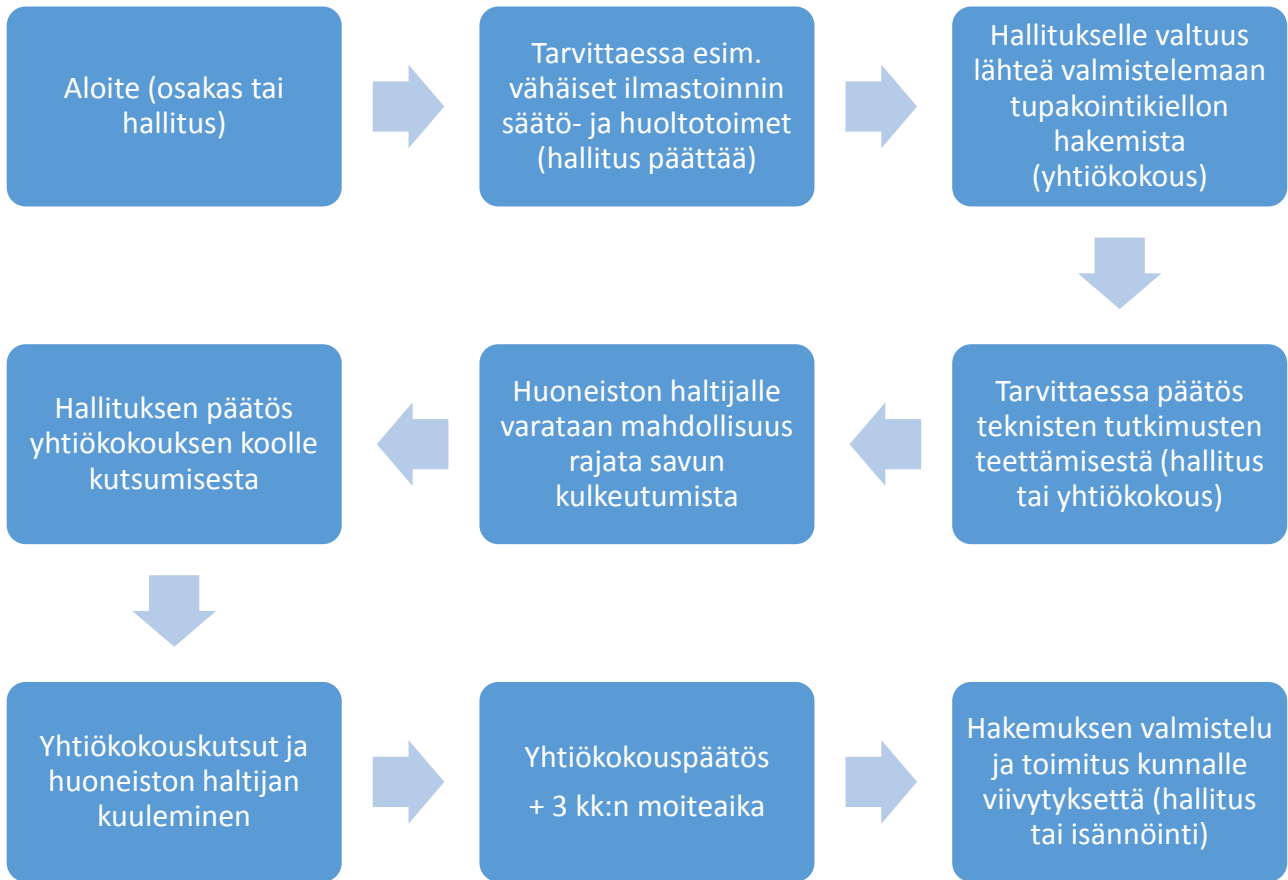 Aloite (osakas tai
hallitus)
Tarvittaessa esim.
vähäiset ilmastoinnin
säätö- ja huoltotoimet
(hallitus päättää)
Hallitukselle valtuus
lähteä valmistelemaan
tupakointikiellon
hakemista
(yhtiökokous)
Tarvittaessa päätös
teknisten tutkimusten
teettämisestä (hallitus
tai yhtiökokous)
Huoneiston haltijalle
varataan mahdollisuus
rajata savun
kulkeutumista
Hallituksen päätös
yhtiökokouksen koolle
kutsumisesta
Yhtiökokouskutsut ja
huoneiston haltijan
kuuleminen
Yhtiökokouspäätös
+ 3 kk:n moiteaika
Hakemuksen valmistelu
ja toimitus kunnalle
viivytyksettä (hallitus
tai isännöinti)